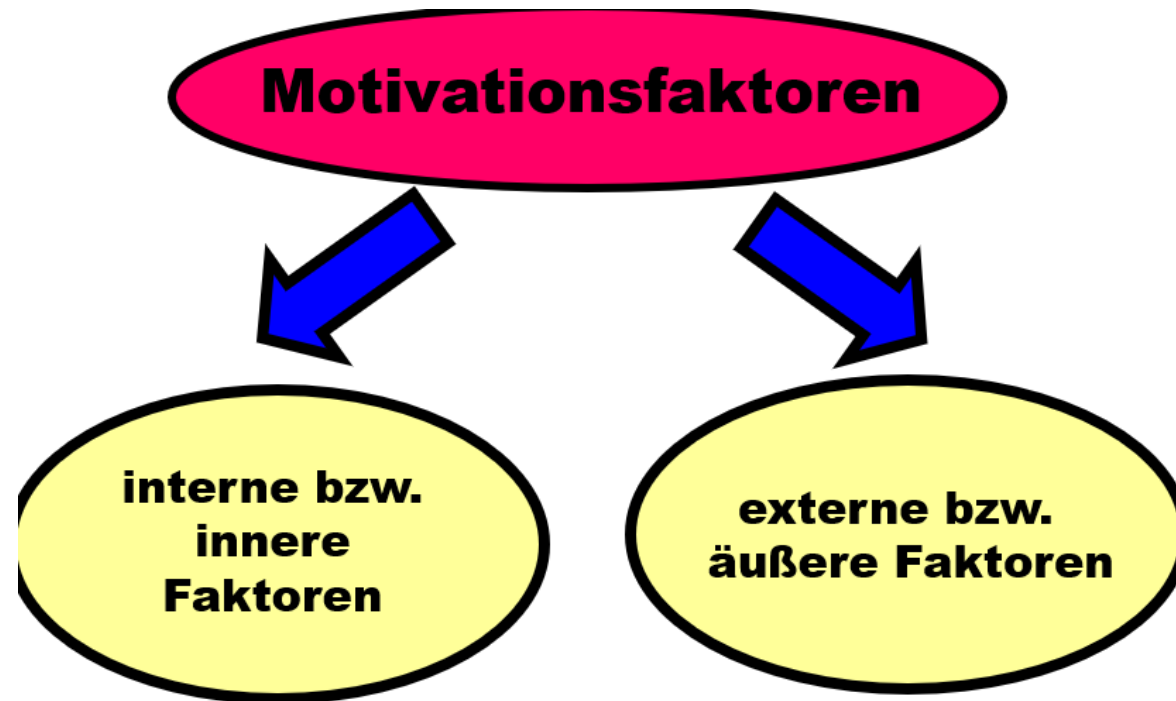 Motivationsfaktoren
interne bzw.
innere
Faktoren
externe bzw.
äußere Faktoren